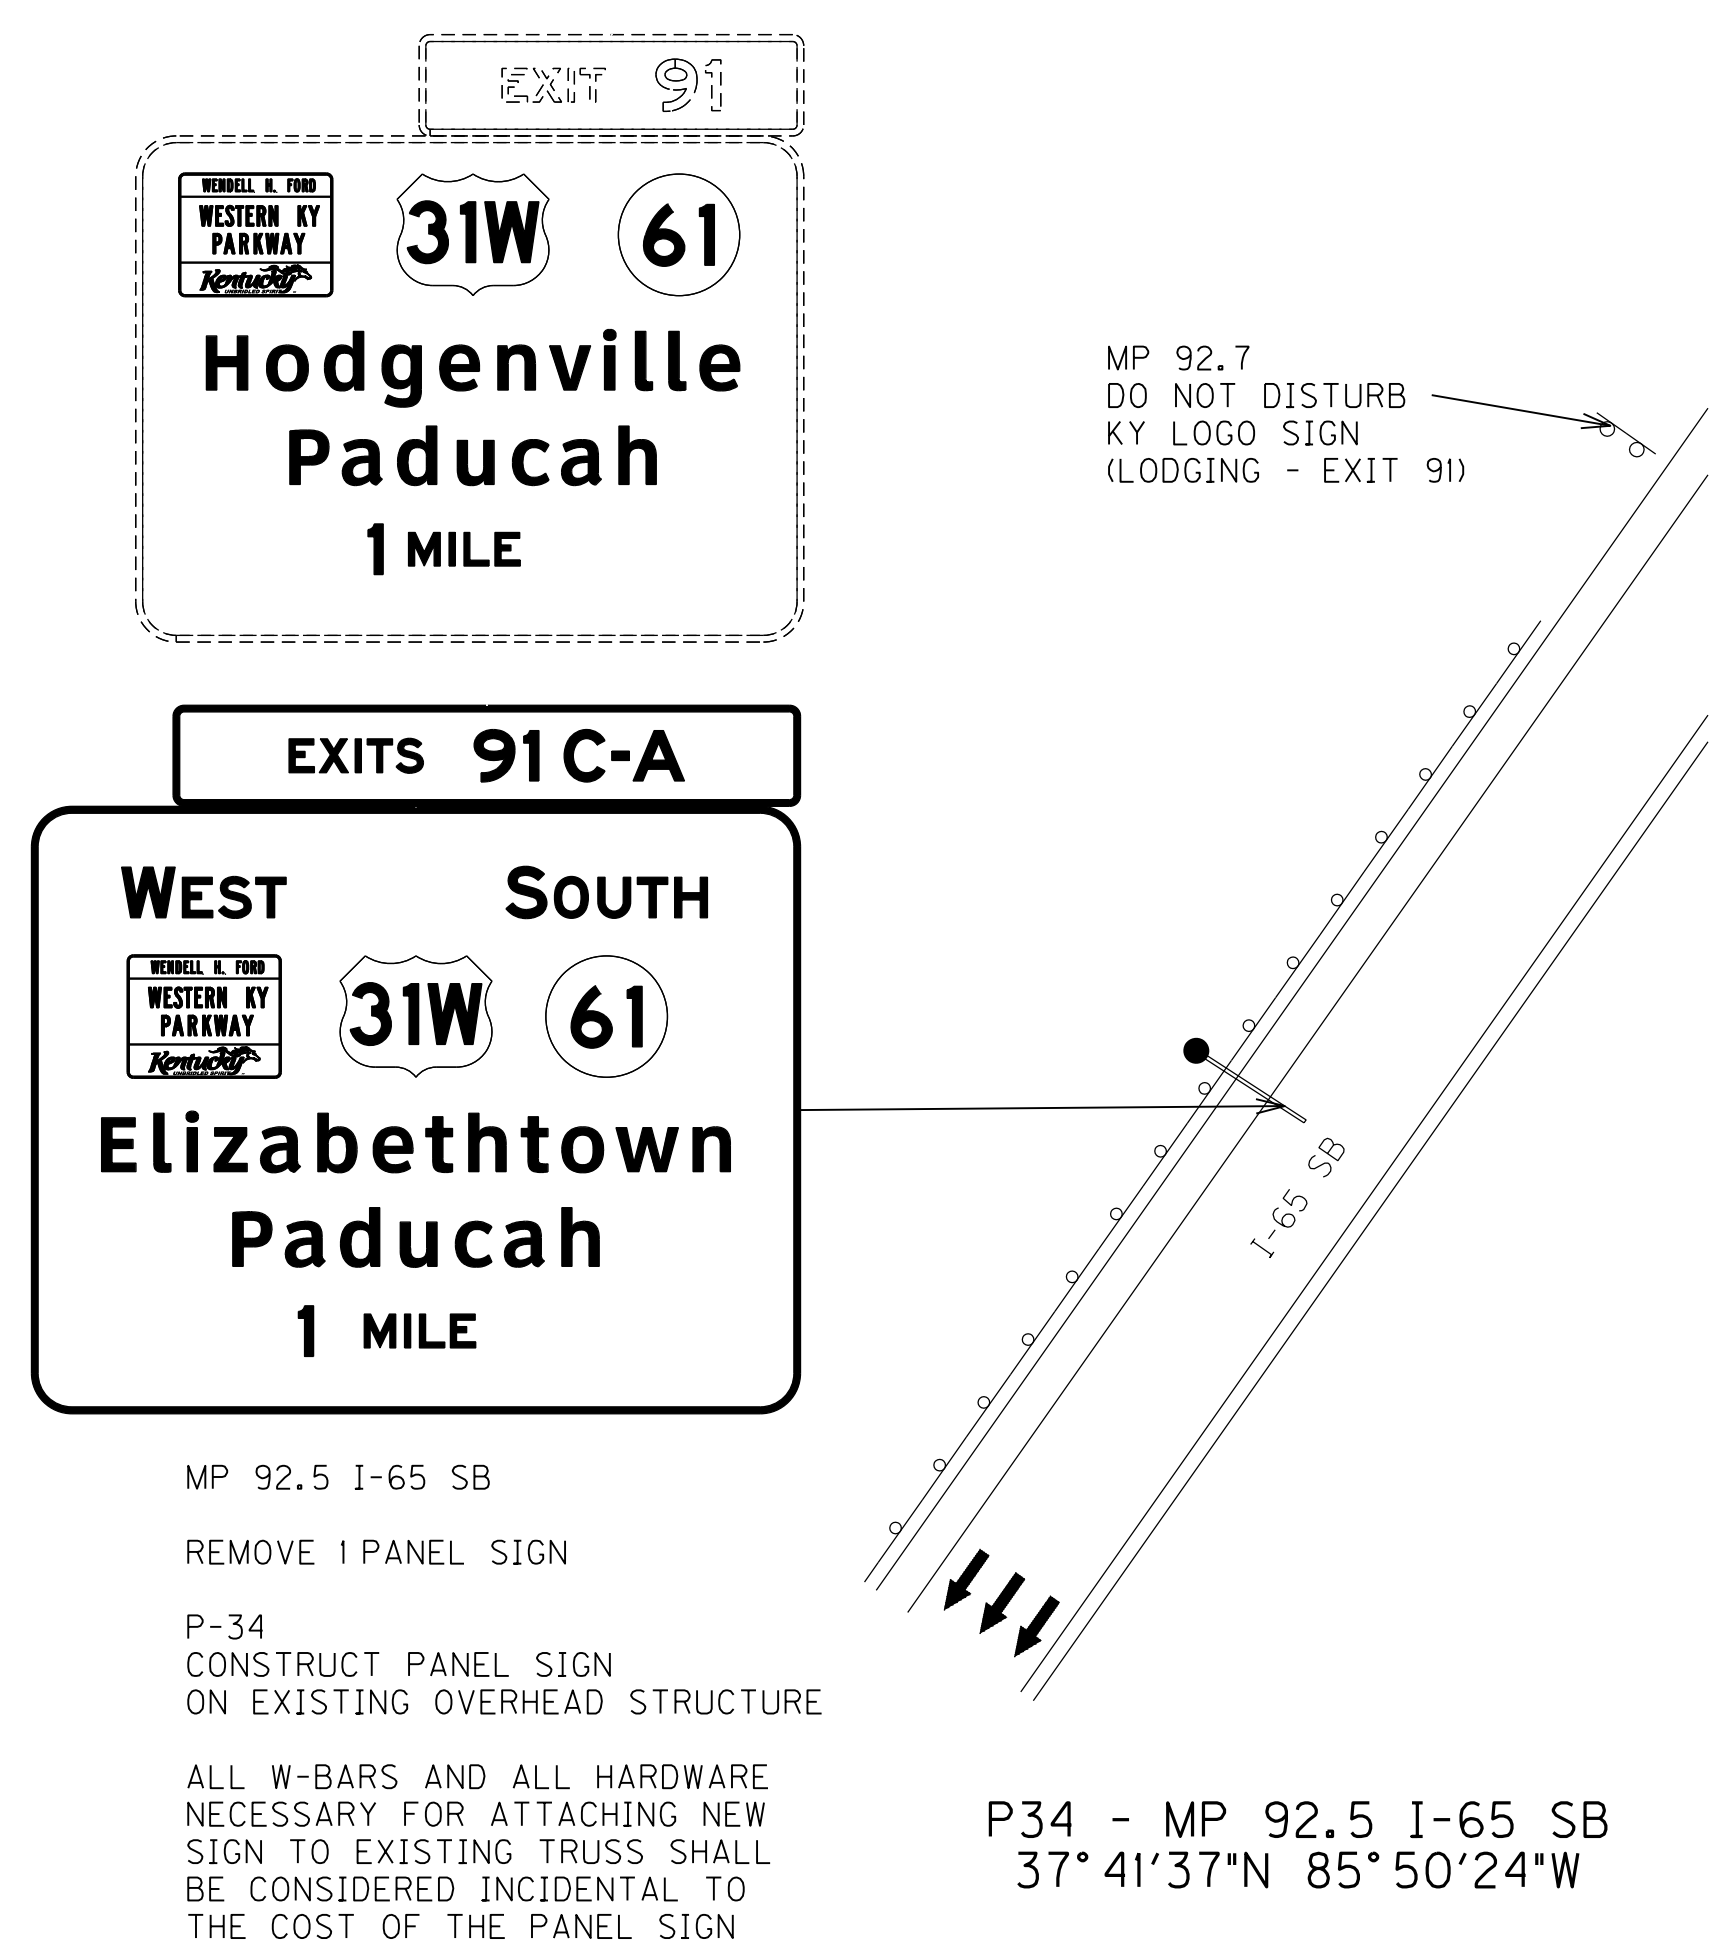 EXIT 91
WENDELL H. FORD
WESTERN KY
PARKWAY
Kentucky
UNBRIDLED SPIRIT™
31W
61
Hodgenville
Paducah
1 MILE
EXITS 91 C-A
WEST SOUTH
WENDELL H. FORD
WESTERN KY
PARKWAY
Kentucky
UNBRIDLED SPIRIT™
31W
61
Elizabethtown
Paducah
1 MILE
MP 92.5 I-65 SB
REMOVE 1 PANEL SIGN
P-34
CONSTRUCT PANEL SIGN
ON EXISTING OVERHEAD STRUCTURE
ALL W-BARS AND ALL HARDWARE
NECESSARY FOR ATTACHING NEW
SIGN TO EXISTING TRUSS SHALL
BE CONSIDERED INCIDENTAL TO
THE COST OF THE PANEL SIGN
MP 92.7
DO NOT DISTURB
KY LOGO SIGN
(LODGING - EXIT 91)
I-65 SB
P34 - MP 92.5 I-65 SB
37°41'37"N 85°50'24"W